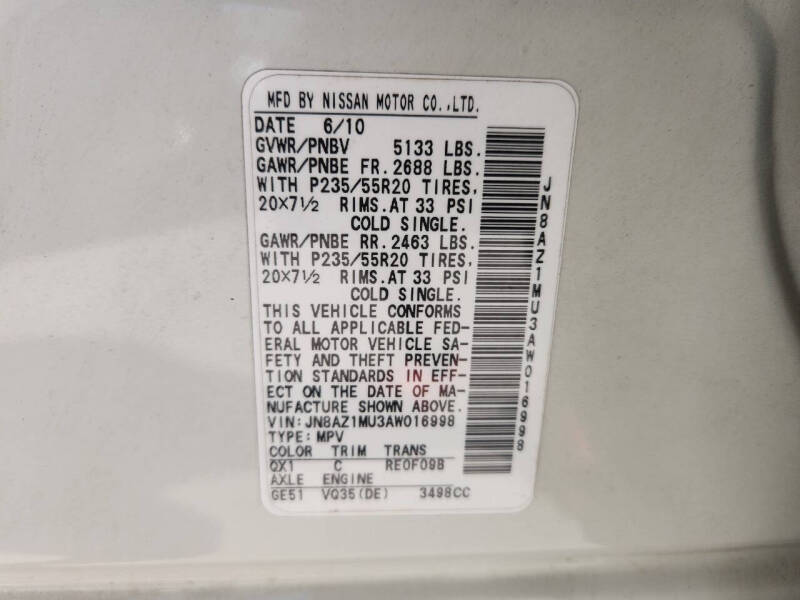 MFD BY NISSAN MOTOR CO.,LTD.
DATE 6/10
GVWR/PNBV 5133 LBS.
GAWR/PNBE FR. 2688 LBS.
WITH P235/55R20 TIRES,
20×7½ RIMS. AT 33 PSI
COLD SINGLE.
GAWR/PNBE RR. 2463 LBS.
WITH P235/55R20 TIRES,
20×7½ RIMS. AT 33 PSI
COLD SINGLE.
THIS VEHICLE CONFORMS
TO ALL APPLICABLE FED-
ERAL MOTOR VEHICLE SA-
FETY AND THEFT PREVEN-
TION STANDARDS IN EFF-
ECT ON THE DATE OF MA-
NUFACTURE SHOWN ABOVE.
VIN:JN8AZ1MU3AW016998
TYPE:MPV
COLOR TRIM TRANS
QX1 C RE0F09B
AXLE ENGINE
GE51 VQ35(DE) 3498CC
JN8AZ1MU3AW016998